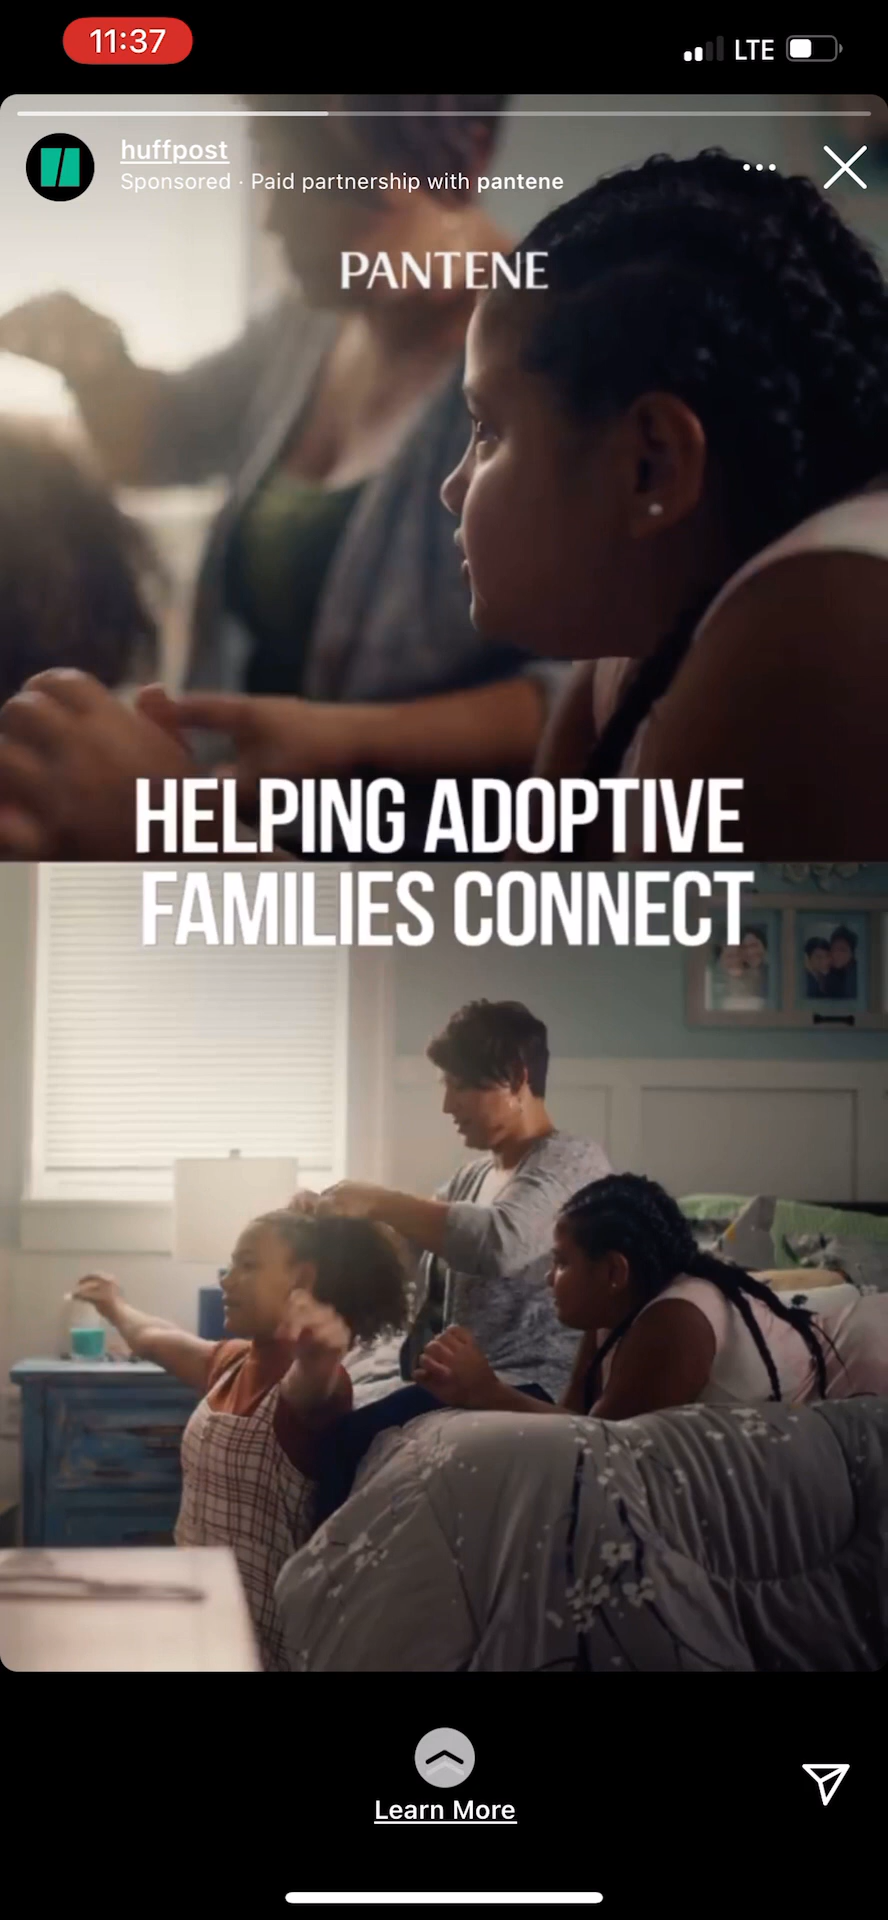 11:37
LTE
huffpost
Sponsored · Paid partnership with pantene
PANTENE
HELPING ADOPTIVE
FAMILIES CONNECT
Learn More